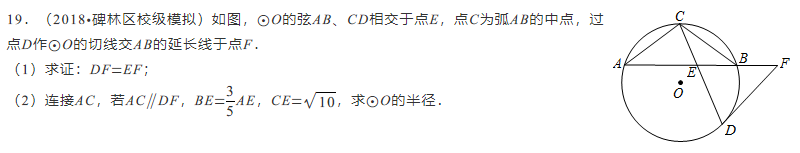 19．（2018•碑林区校级模拟）如图，⊙O的弦AB、CD相交于点E，点C为弧AB的中点，过
点D作⊙O的切线交AB的延长线于点F．
（1）求证：DF=EF；
（2）连接AC，若AC∥DF，BE=3/5AE，CE=√10，求⊙O的半径．
C
A
E
B
F
O
D